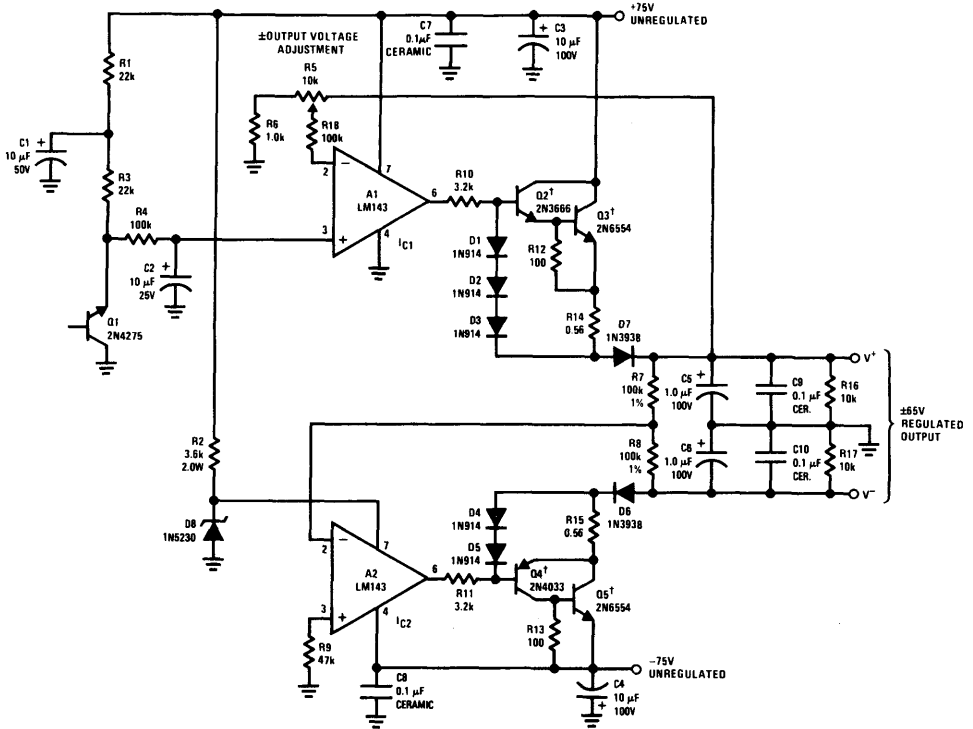 +75V
UNREGULATED
±OUTPUT VOLTAGE
ADJUSTMENT
C7
0.1µF
CERAMIC
+
C3
10 µF
100V
R1
22k
R5
10k
R6
1.0k
R18
100k
C1
10 µF
50V
+
R3
22k
R4
100k
2
−
7
A1
LM143
6
3
+
4
IC1
R10
3.2k
Q2†
2N3666
Q3†
2N6554
+
C2
10 µF
25V
D1
1N914
R12
100
D2
1N914
Q1
2N4275
D3
1N914
R14
0.56
D7
1N3938
V+
R7
100k
1%
C5
1.0 µF
100V
+
C9
0.1 µF
CER.
R16
10k
±65V
REGULATED
OUTPUT
R2
3.6k
2.0W
R8
100k
1%
C6
1.0 µF
100V
+
C10
0.1 µF
CER.
R17
10k
V−
D6
1N3938
D8
1N5230
D4
1N914
R15
0.56
2
−
7
D5
1N914
A2
LM143
6
3
+
4
IC2
R11
3.2k
Q4†
2N4033
Q5†
2N6554
R9
47k
R13
100
−75V
UNREGULATED
C8
0.1 µF
CERAMIC
C4
10 µF
100V
+